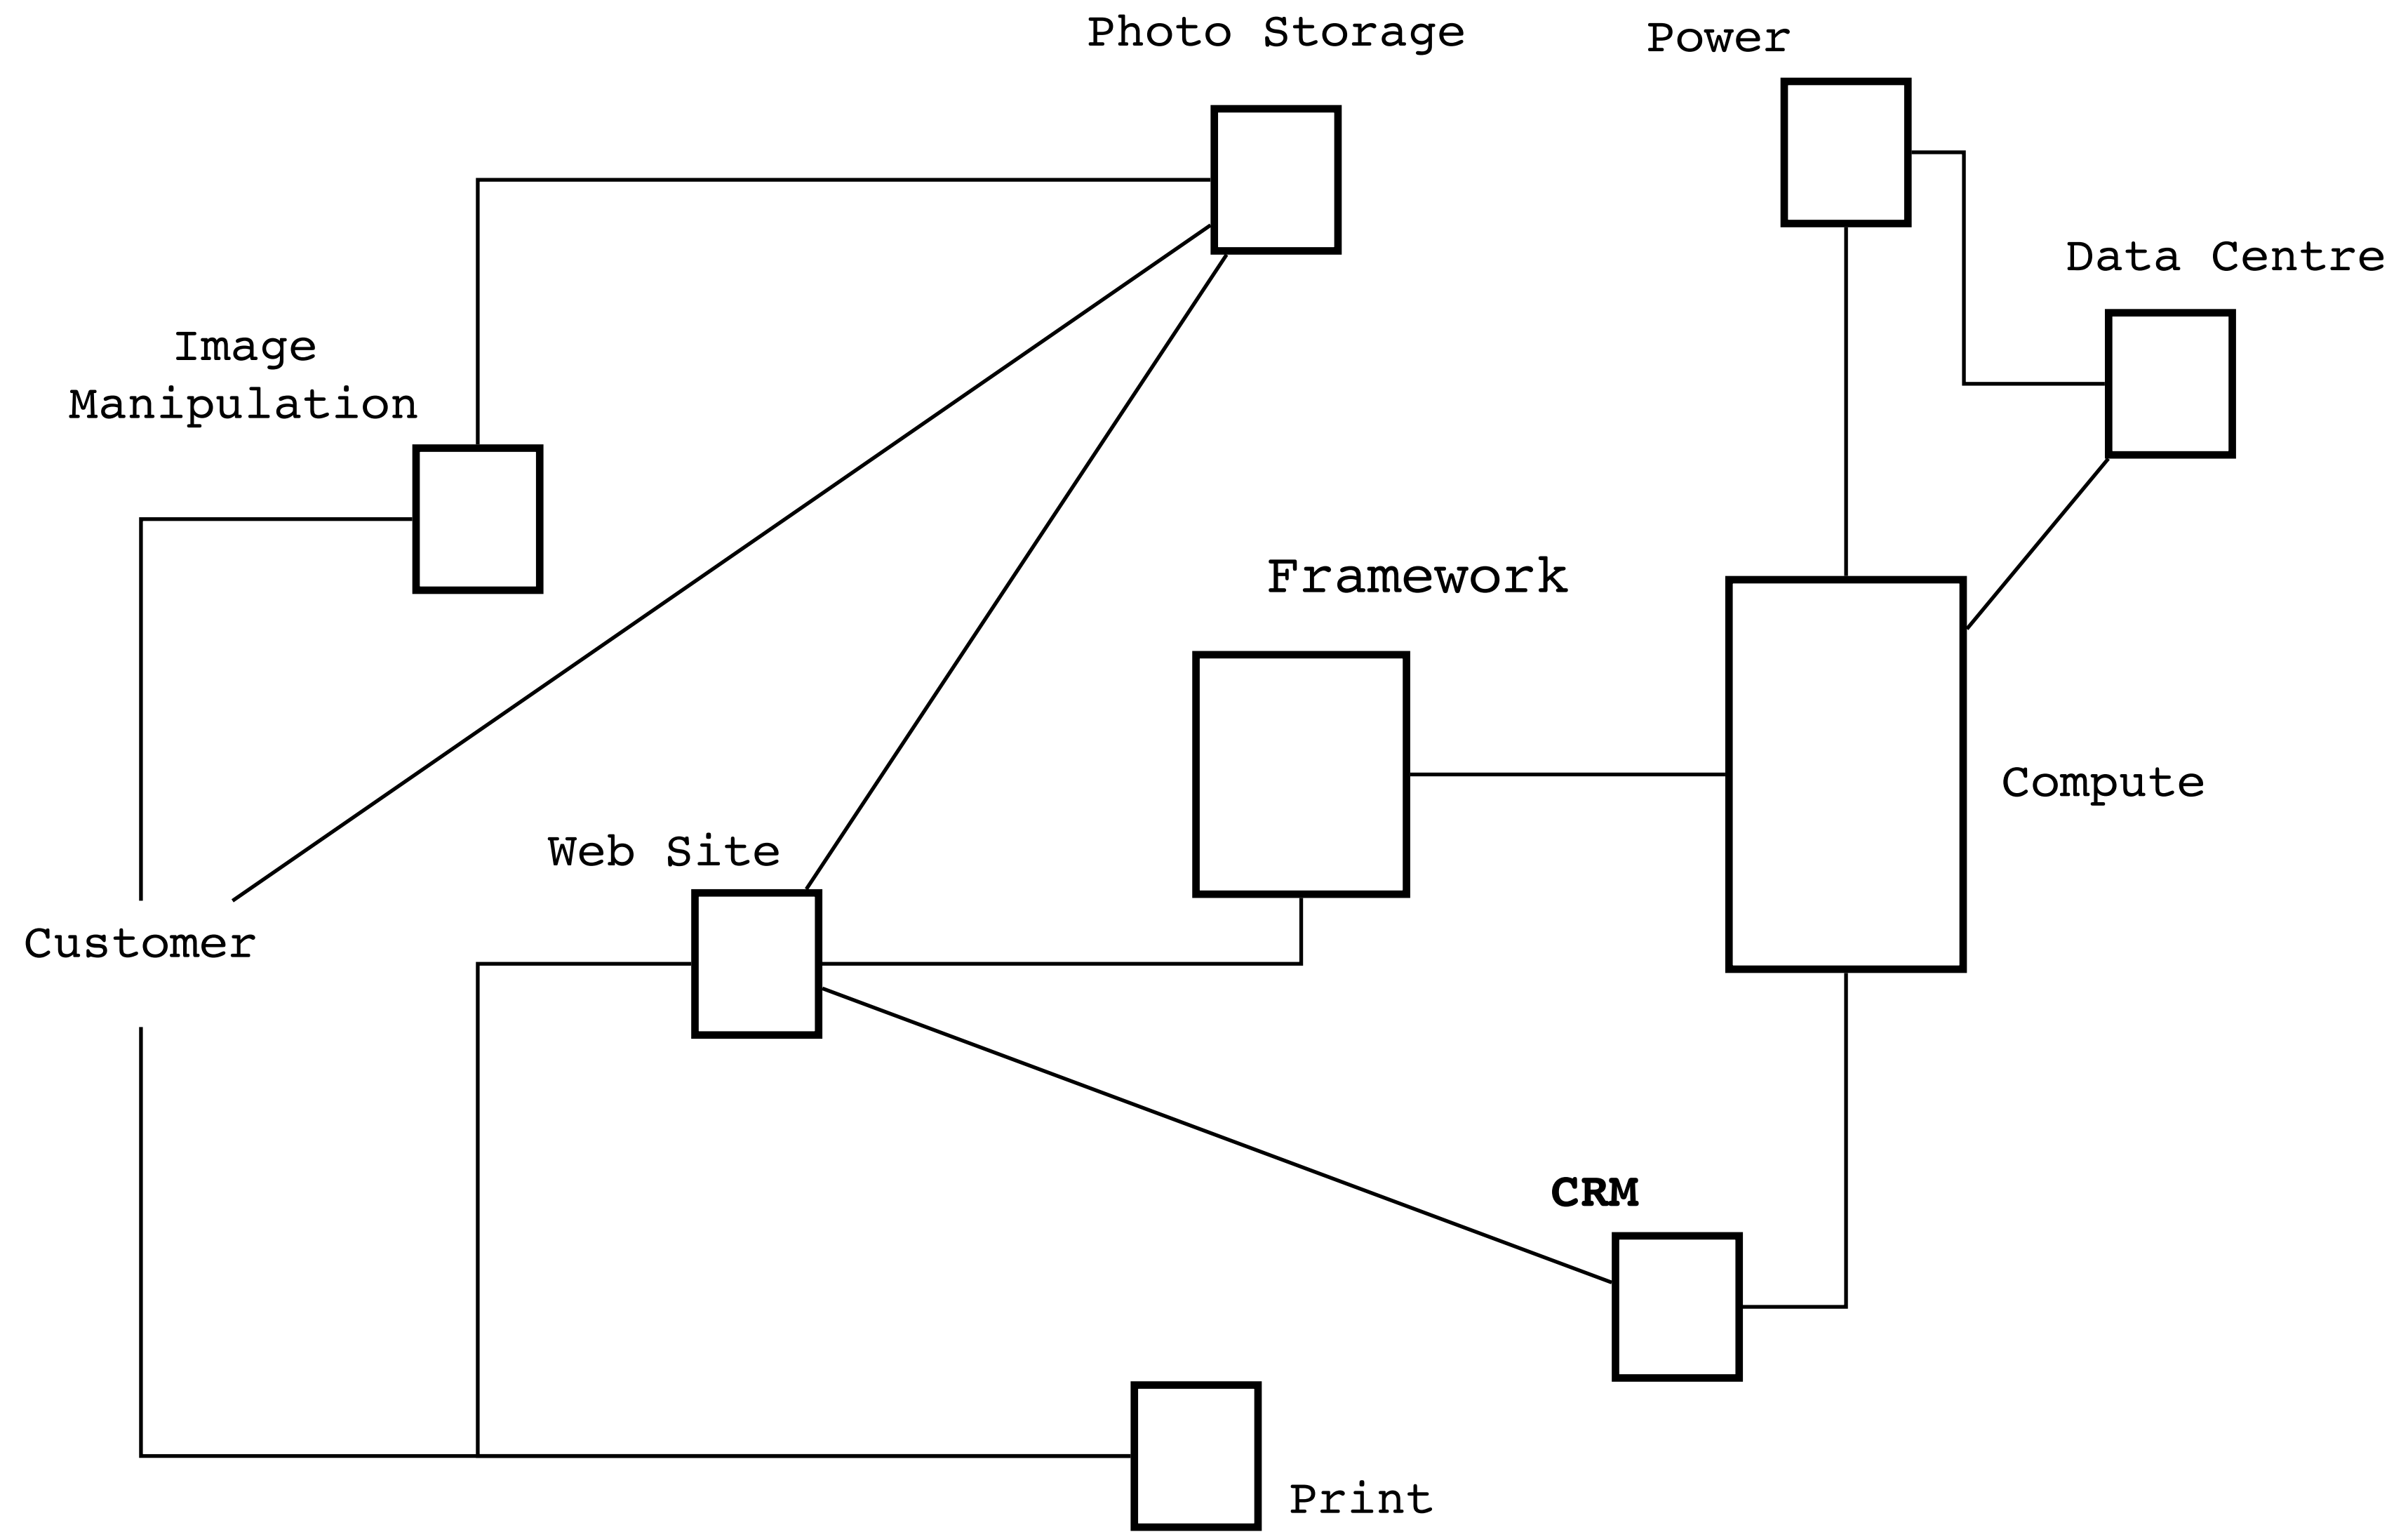 Photo Storage
Power
Data Centre
Image
Manipulation
Framework
Compute
Web Site
Customer
CRM
Print